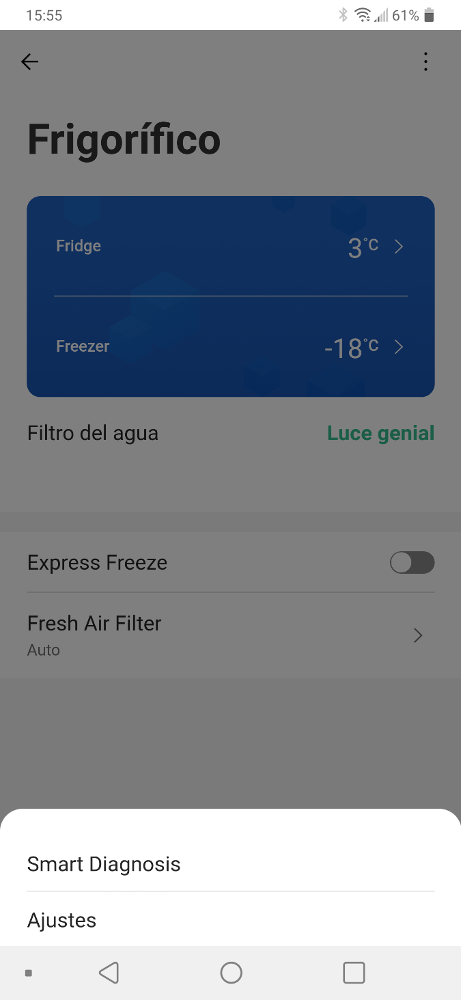 15:55
61%
Frigorífico
Fridge
3°C
Freezer
-18°C
Filtro del agua
Luce genial
Express Freeze
Fresh Air Filter
Auto
Smart Diagnosis
Ajustes